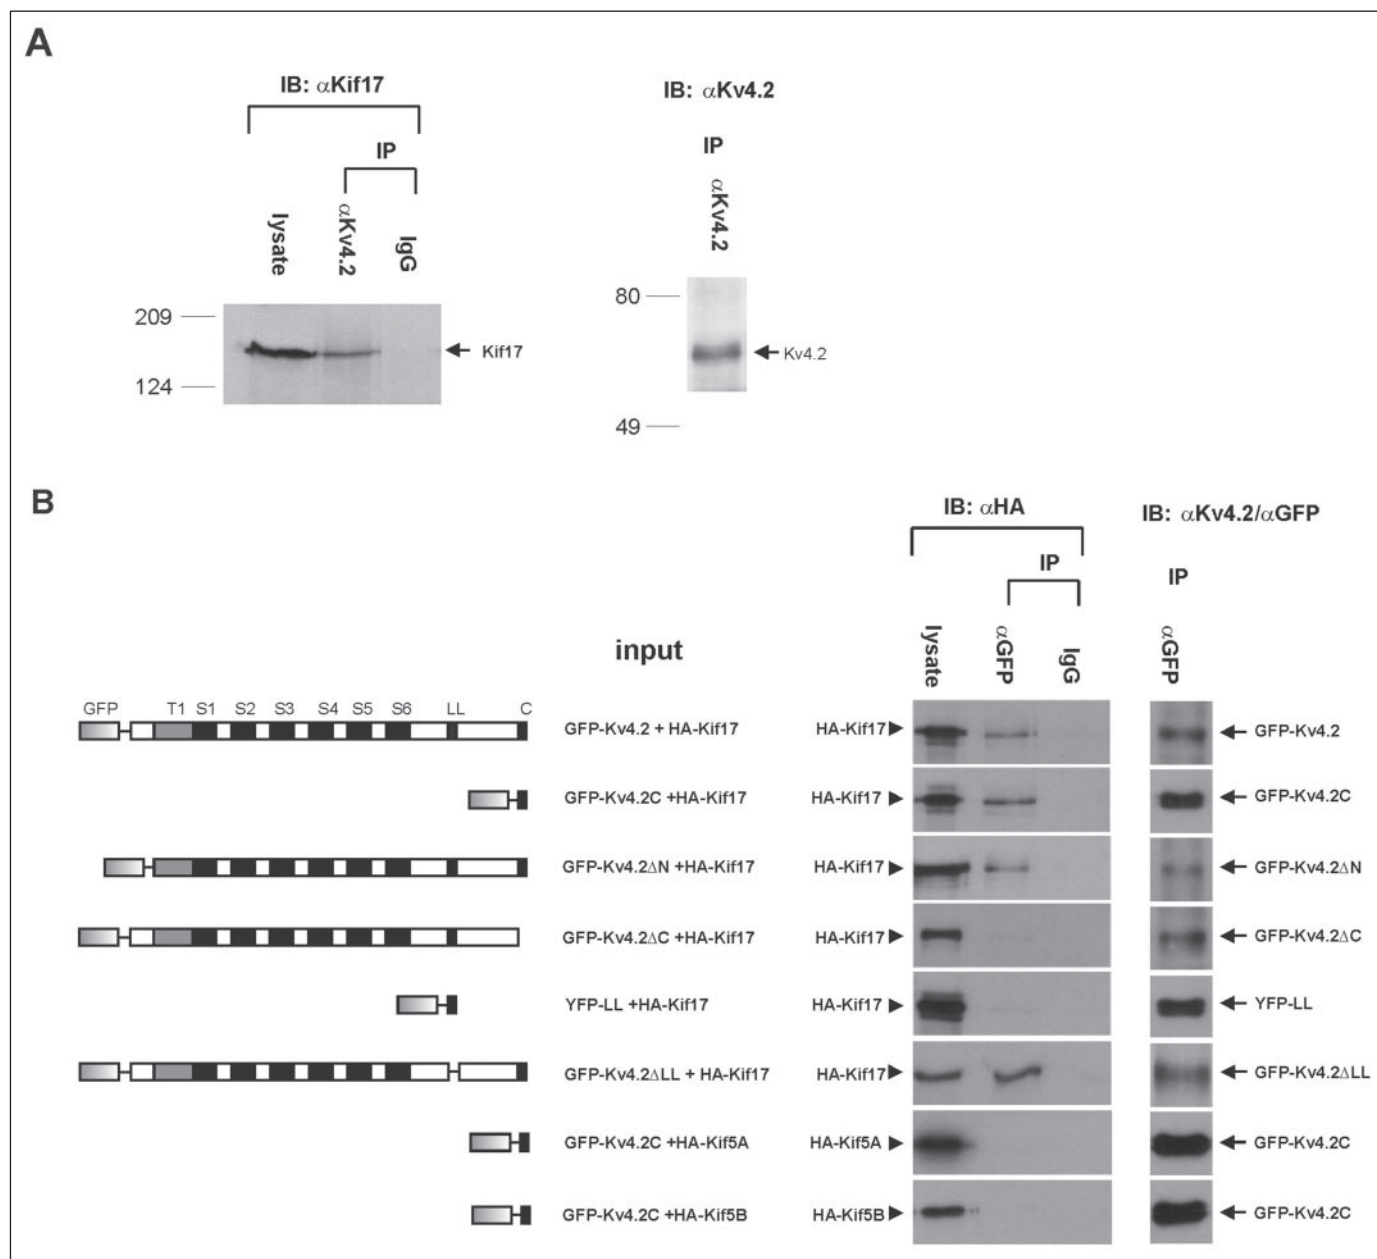 A
IB: αKif17
IP
lysate
αKv4.2
IgG
209
124
Kif17
IB: αKv4.2
IP
αKv4.2
80
49
Kv4.2
B
IB: αHA
IP
lysate
αGFP
IgG
IB: αKv4.2/αGFP
IP
αGFP
input
GFP T1 S1 S2 S3 S4 S5 S6 LL C
GFP-Kv4.2 + HA-Kif17 HA-Kif17 GFP-Kv4.2
GFP-Kv4.2C +HA-Kif17 HA-Kif17 GFP-Kv4.2C
GFP-Kv4.2ΔN +HA-Kif17 HA-Kif17 GFP-Kv4.2ΔN
GFP-Kv4.2ΔC +HA-Kif17 HA-Kif17 GFP-Kv4.2ΔC
YFP-LL +HA-Kif17 HA-Kif17 YFP-LL
GFP-Kv4.2ΔLL + HA-Kif17 HA-Kif17 GFP-Kv4.2ΔLL
GFP-Kv4.2C +HA-Kif5A HA-Kif5A GFP-Kv4.2C
GFP-Kv4.2C +HA-Kif5B HA-Kif5B GFP-Kv4.2C